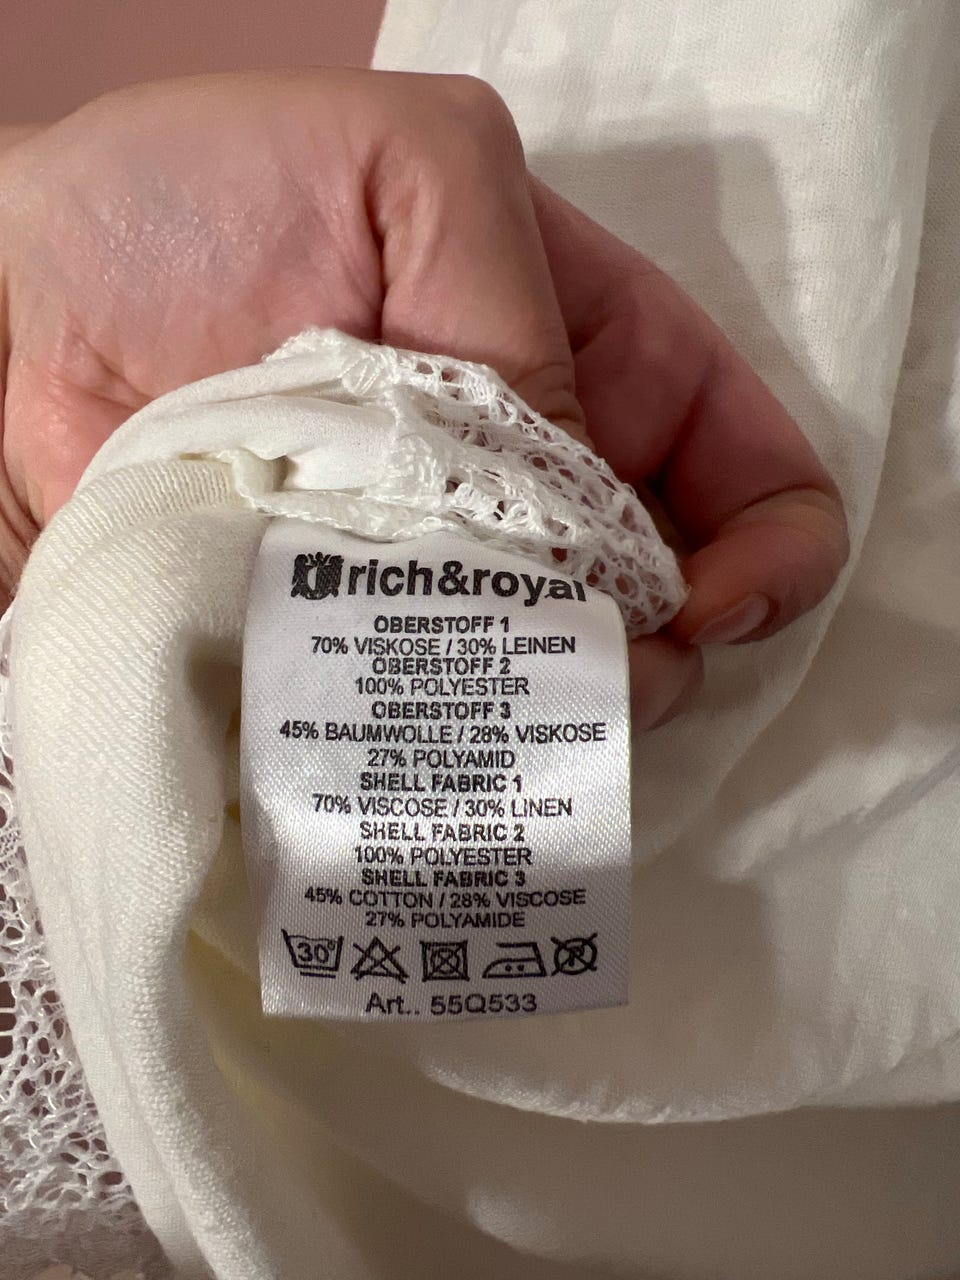 rich&royal
OBERSTOFF 1
70% VISKOSE / 30% LEINEN
OBERSTOFF 2
100% POLYESTER
OBERSTOFF 3
45% BAUMWOLLE / 28% VISKOSE
27% POLYAMID
SHELL FABRIC 1
70% VISCOSE / 30% LINEN
SHELL FABRIC 2
100% POLYESTER
SHELL FABRIC 3
45% COTTON / 28% VISCOSE
27% POLYAMIDE
30° P
Art.. 55Q533